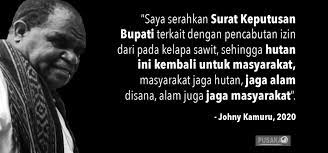 "Saya serahkan Surat Keputusan
Bupati terkait dengan pencabutan izin
dari pada kelapa sawit, sehingga hutan
ini kembali untuk masyarakat,
masyarakat jaga hutan, jaga alam
disana, alam juga jaga masyarakat".
- Johny Kamuru, 2020
PUSAKA